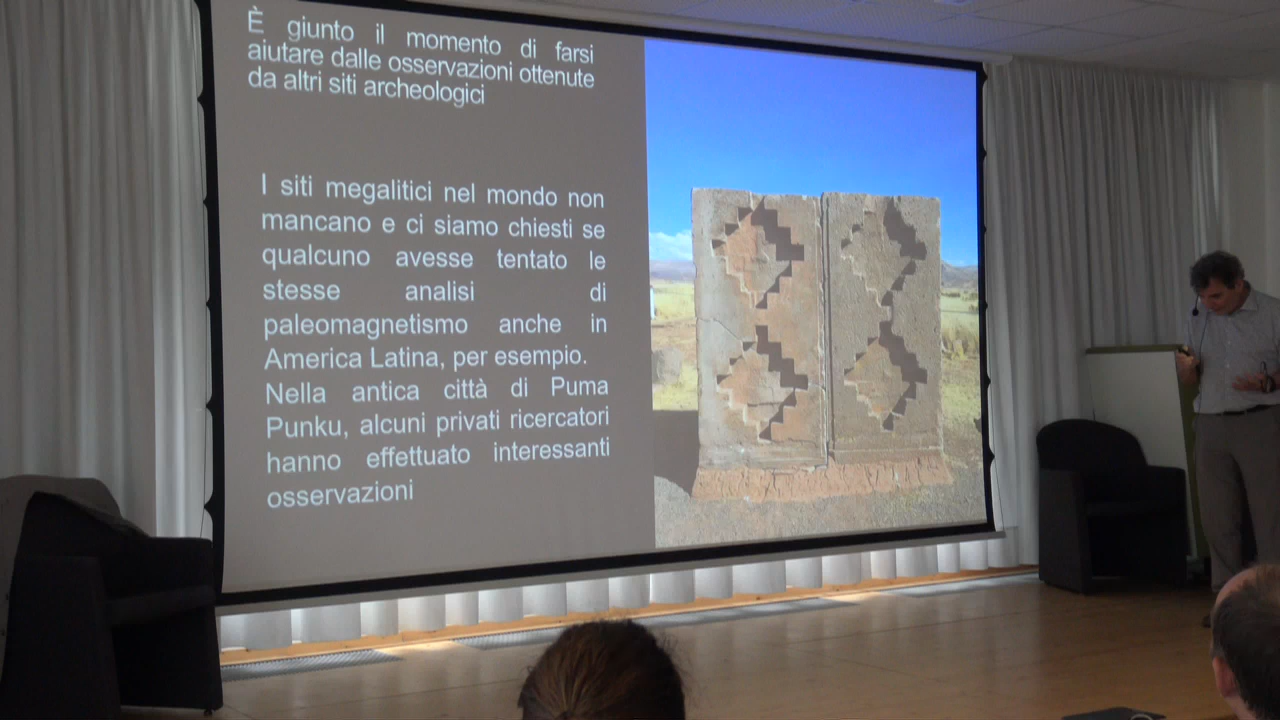 È giunto il momento di farsi
aiutare dalle osservazioni ottenute
da altri siti archeologici
I siti megalitici nel mondo non
mancano e ci siamo chiesti se
qualcuno avesse tentato le
stesse analisi di
paleomagnetismo anche in
America Latina, per esempio.
Nella antica città di Puma
Punku, alcuni privati ricercatori
hanno effettuato interessanti
osservazioni